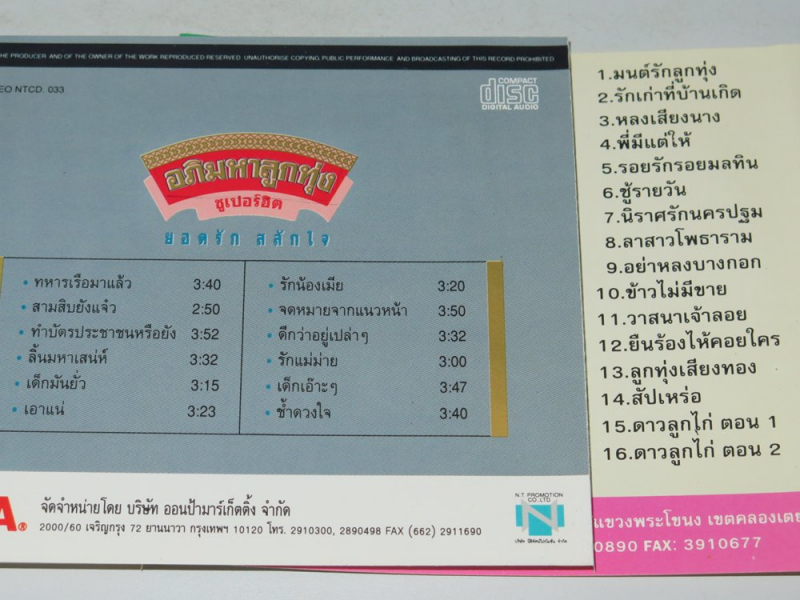 THE PRODUCER AND OF THE OWNER OF THE WORK REPRODUCED RESERVED. UNAUTHORISE COPYING, PUBLIC PERFORMANCE, AND BROADCASTING OF THIS RECORD PROHIBITED.
EO NTCD. 033
COMPACT
disc
DIGITAL AUDIO
อภิมหาลูกทุ่ง
ซูเปอร์ฮิต
ยอดรัก สลักใจ
• ทหารเรือมาแล้ว 3:40
• สามสิบยังแจ๋ว 2:50
• ทำบัตรประชาชนหรือยัง 3:52
• ลิ้นมหาเสน่ห์ 3:32
• เด็กมันยั่ว 3:15
• เอาแน่ 3:23
• รักน้องเมีย 3:20
• จดหมายจากแนวหน้า 3:50
• ดีกว่าอยู่เปล่าๆ 3:32
• รักแม่ม่าย 3:00
• เด็กเอ๊าะๆ 3:47
• ช้ำดวงใจ 3:40
A®
จัดจำหน่ายโดย บริษัท ออนป้ามาร์เก็ตติ้ง จำกัด
2000/60 เจริญกรุง 72 ยานนาวา กรุงเทพฯ 10120 โทร. 2910300, 2890498 FAX (662) 2911690
N.T. PROMOTION
CO.,LTD.
N
1.มนต์รักลูกทุ่ง
2.รักเก่าที่บ้านเกิด
3.หลงเสียงนาง
4.พี่มีแต่ให้
5.รอยรักรอยมลทิน
6.ชู้รายวัน
7.นิราศรักนครปฐม
8.ลาสาวโพธาราม
9.อย่าหลงบางกอก
10.ข้าวไม่มีขาย
11.วาสนาเจ้าลอย
12.ยืนร้องไห้คอยใคร
13.ลูกทุ่งเสียงทอง
14.สัปเหร่อ
15.ดาวลูกไก่ ตอน 1
16.ดาวลูกไก่ ตอน 2
แขวงพระโขนง เขตคลองเตย
0890 FAX: 3910677